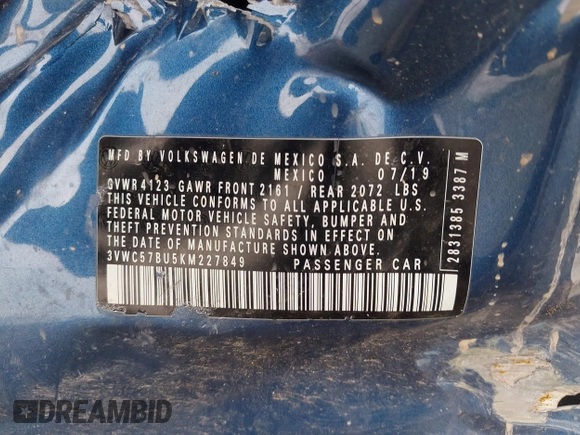 MFD BY VOLKSWAGEN DE MEXICO S.A. DE C.V.
MEXICO 07/19
GVWR 4123 GAWR FRONT 2161 / REAR 2072 LBS
THIS VEHICLE CONFORMS TO ALL APPLICABLE U.S.
FEDERAL MOTOR VEHICLE SAFETY, BUMPER AND
THEFT PREVENTION STANDARDS IN EFFECT ON
THE DATE OF MANUFACTURE SHOWN ABOVE.
3VWC57BU5KM227849 PASSENGER CAR
2831385 3387 M
DREAMBID